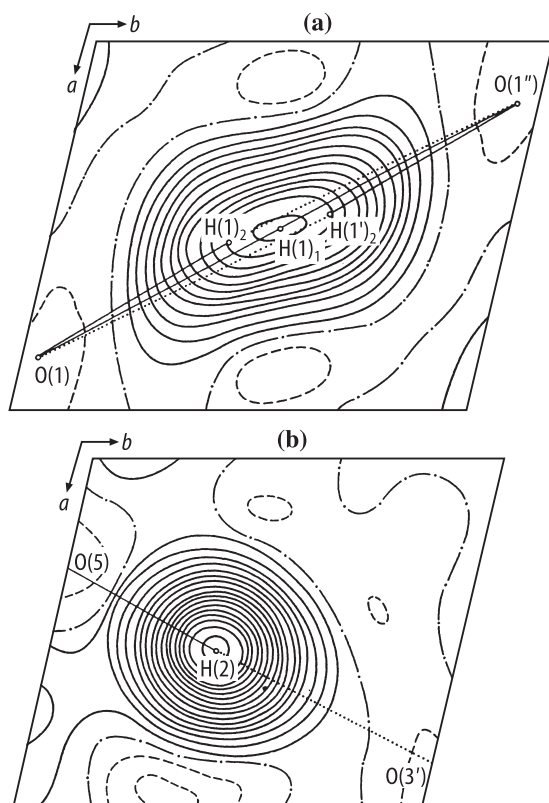 (a)
b
a
O(1")
H(1)₂
H(1')₂
H(1)₁
O(1)
(b)
b
a
O(5)
H(2)
O(3')